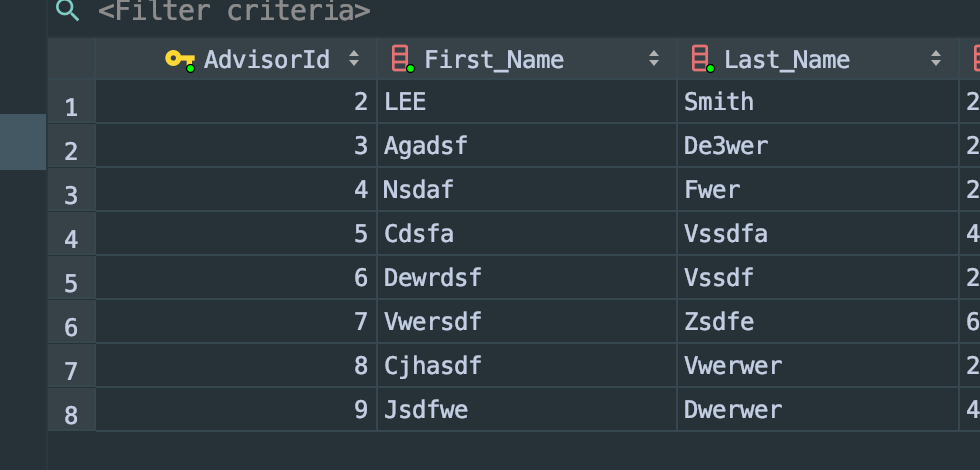 <Filter criteria>
AdvisorId First_Name Last_Name
1 2 LEE Smith 2
2 3 Agadsf De3wer 2
3 4 Nsdaf Fwer 2
4 5 Cdsfa Vssdfa 4
5 6 Dewrdsf Vssdf 2
6 7 Vwersdf Zsdfe 6
7 8 Cjhasdf Vwerwer 2
8 9 Jsdfwe Dwerwer 4